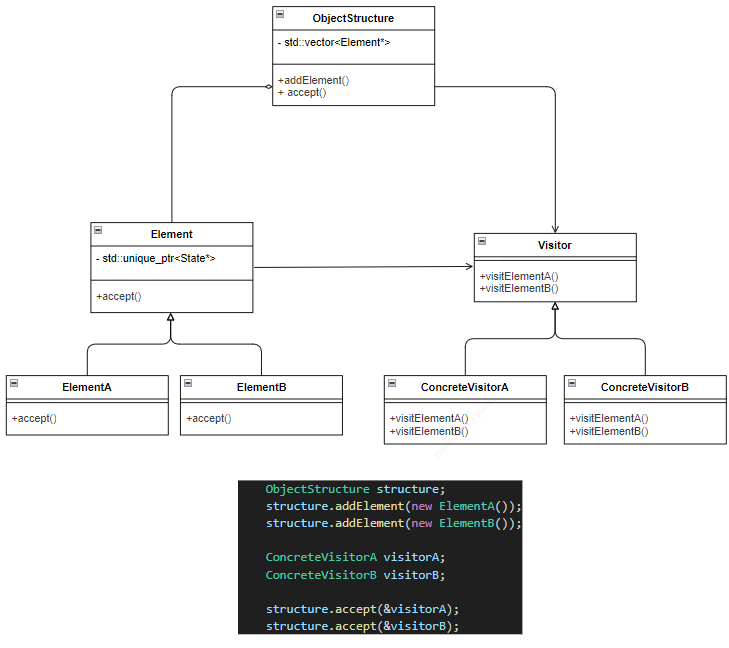 ObjectStructure
- std::vector<Element*>
+addElement()
+ accept()
Element
- std::unique_ptr<State*>
+accept()
Visitor
+visitElementA()
+visitElementB()
ElementA
+accept()
ElementB
+accept()
ConcreteVisitorA
+visitElementA()
+visitElementB()
ConcreteVisitorB
+visitElementA()
+visitElementB()
ObjectStructure structure;
structure.addElement(new ElementA());
structure.addElement(new ElementB());
ConcreteVisitorA visitorA;
ConcreteVisitorB visitorB;
structure.accept(&visitorA);
structure.accept(&visitorB);